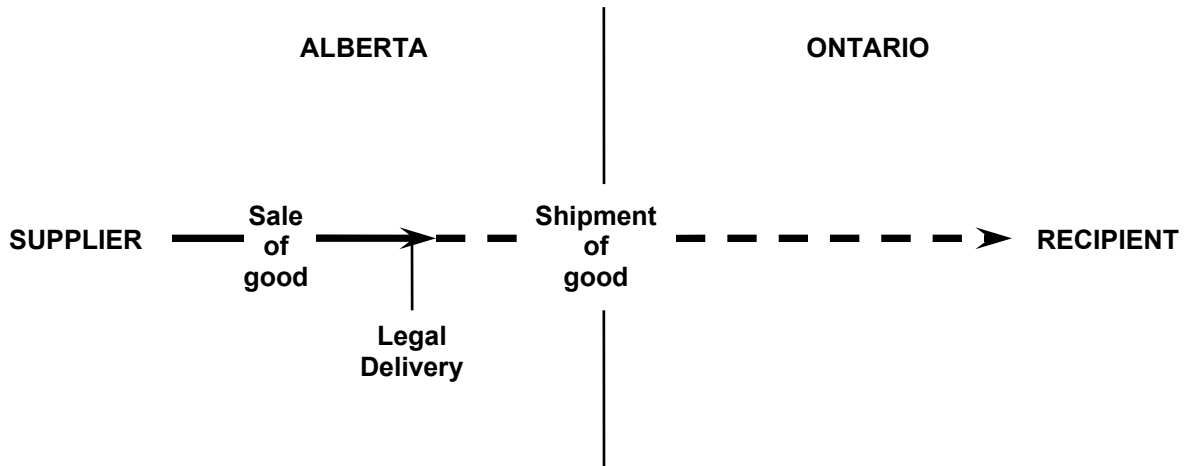 ALBERTA
ONTARIO
SUPPLIER
Sale
of
good
Shipment
of
good
RECIPIENT
Legal
Delivery